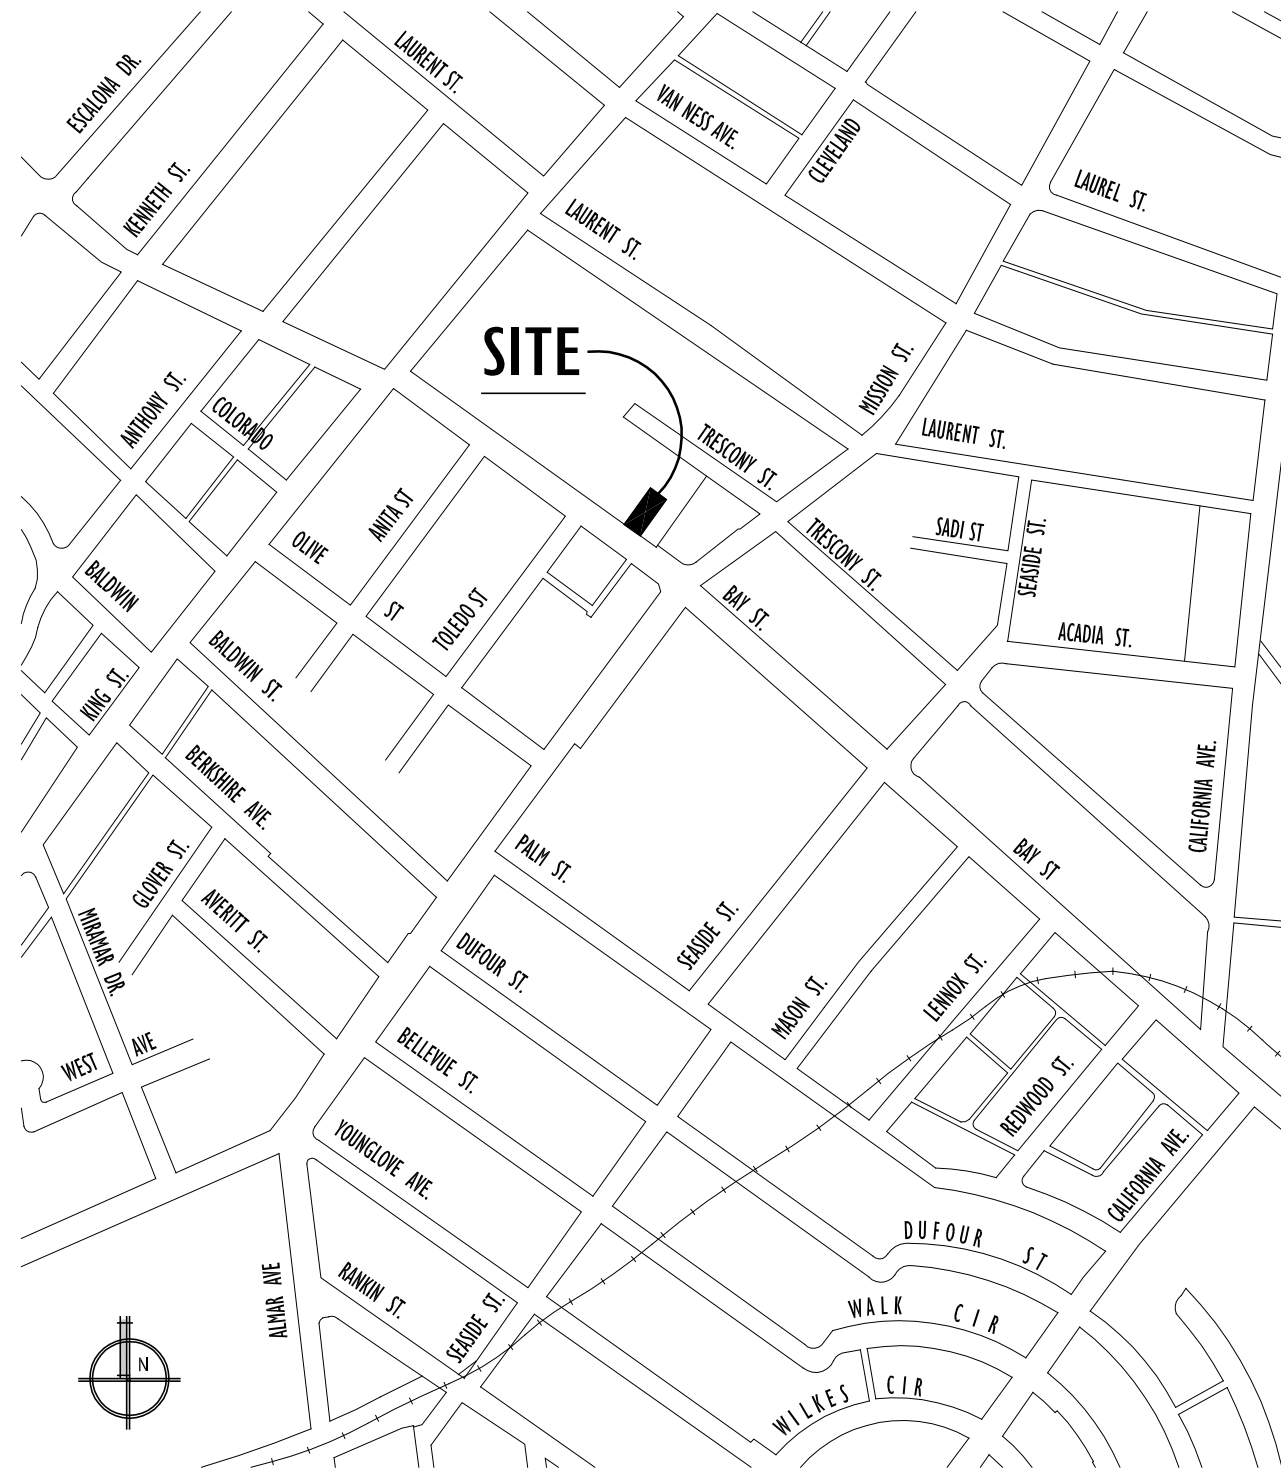 LAURENT ST.
ESCALONA DR.
VAN NESS AVE.
CLEVELAND
KENNETH ST.
LAUREL ST.
LAURENT ST.
SITE
MISSION ST.
ANTHONY ST.
COLORADO
TRESCONY ST.
LAURENT ST.
ANITA ST
SADI ST
OLIVE
ST
TRESCONY ST.
SEASIDE ST.
BALDWIN
BAY ST.
TOLEDO ST
ACADIA ST.
BALDWIN ST.
KING ST.
BERKSHIRE AVE.
CALIFORNIA AVE.
PALM ST.
BAY ST
GLOVER ST.
AVERITT ST.
SEASIDE ST.
MIRAMAR DR.
DUFOUR ST.
MASON ST.
LENNOX ST.
WEST AVE
BELLEVUE ST.
REDWOOD ST.
YOUNGLOVE AVE.
CALIFORNIA AVE.
DUFOUR ST
ALMAR AVE
RANKIN ST.
SEASIDE ST.
WALK CIR
N
WILKES CIR